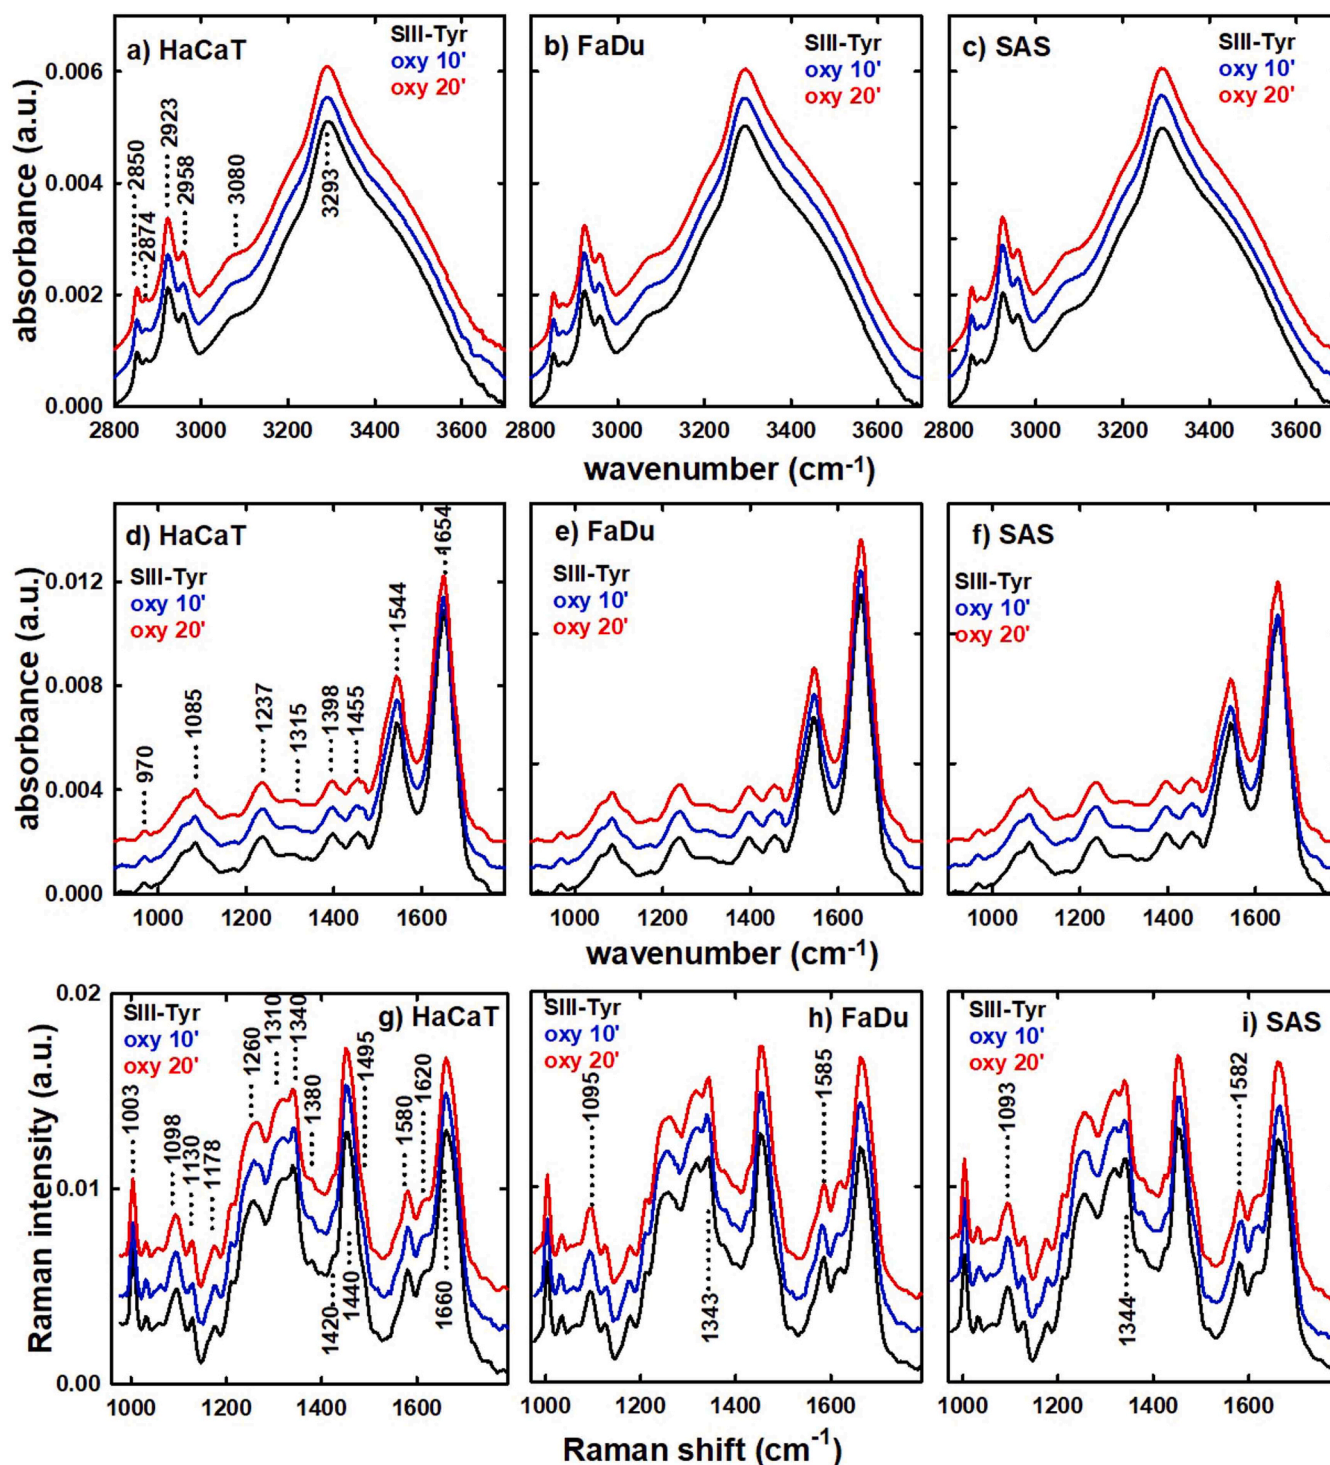 a) HaCaT
SIII-Tyr
oxy 10'
oxy 20'
b) FaDu
SIII-Tyr
oxy 10'
oxy 20'
c) SAS
SIII-Tyr
oxy 10'
oxy 20'
absorbance (a.u.)
0.006
0.004
0.002
0.000
2850
2874
2923
2958
3080
3293
2800 3000 3200 3400 3600
2800 3000 3200 3400 3600
2800 3000 3200 3400 3600
wavenumber (cm-1)
d) HaCaT
SIII-Tyr
oxy 10'
oxy 20'
e) FaDu
SIII-Tyr
oxy 10'
oxy 20'
f) SAS
SIII-Tyr
oxy 10'
oxy 20'
absorbance (a.u.)
0.012
0.008
0.004
0.000
970
1085
1237
1315
1398
1455
1544
1654
1000 1200 1400 1600
1000 1200 1400 1600
1000 1200 1400 1600
wavenumber (cm-1)
SIII-Tyr
oxy 10'
oxy 20'
g) HaCaT
SIII-Tyr
oxy 10'
oxy 20'
h) FaDu
SIII-Tyr
oxy 10'
oxy 20'
i) SAS
Raman intensity (a.u.)
0.02
0.01
0.00
1003
1098
1130
1178
1260
1310
1340
1380
1420
1440
1495
1580
1620
1660
1095
1343
1585
1093
1344
1582
1000 1200 1400 1600
1000 1200 1400 1600
1000 1200 1400 1600
Raman shift (cm-1)